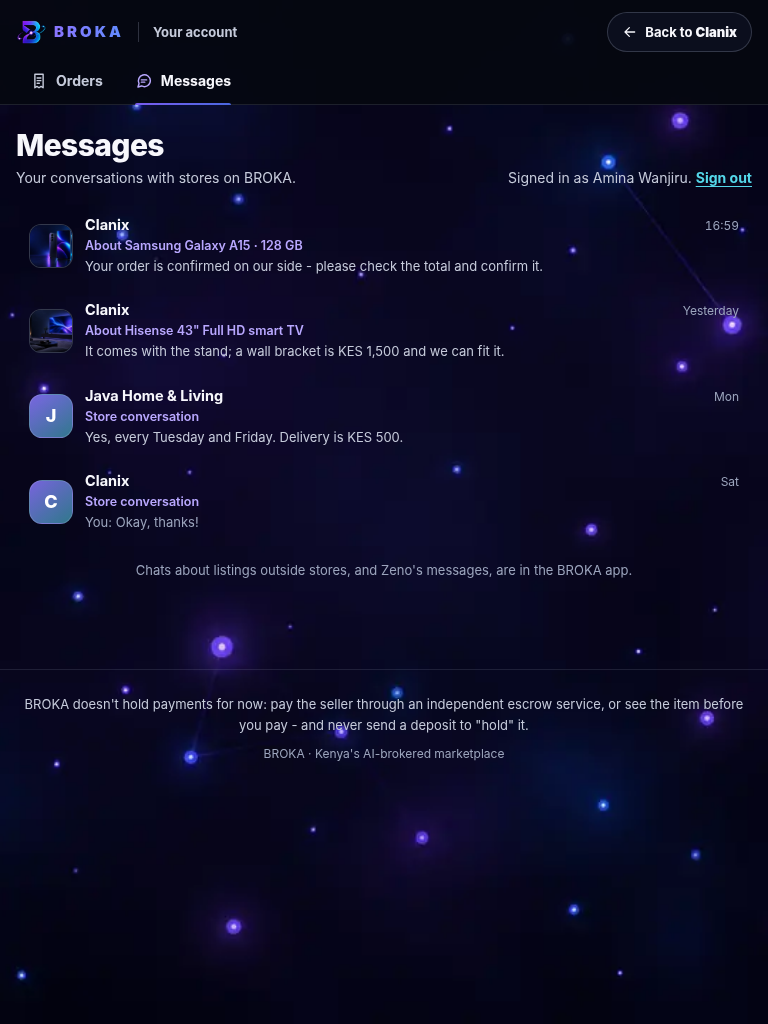 BROKA
Your account
Back to Clanix
Orders
Messages
Messages
Your conversations with stores on BROKA.
Signed in as Amina Wanjiru. Sign out
Clanix
16:59
About Samsung Galaxy A15 · 128 GB
Your order is confirmed on our side - please check the total and confirm it.
Clanix
Yesterday
About Hisense 43" Full HD smart TV
It comes with the stand; a wall bracket is KES 1,500 and we can fit it.
J
Java Home & Living
Mon
Store conversation
Yes, every Tuesday and Friday. Delivery is KES 500.
C
Clanix
Sat
Store conversation
You: Okay, thanks!
Chats about listings outside stores, and Zeno's messages, are in the BROKA app.
BROKA doesn't hold payments for now: pay the seller through an independent escrow service, or see the item before
you pay - and never send a deposit to "hold" it.
BROKA · Kenya's AI-brokered marketplace